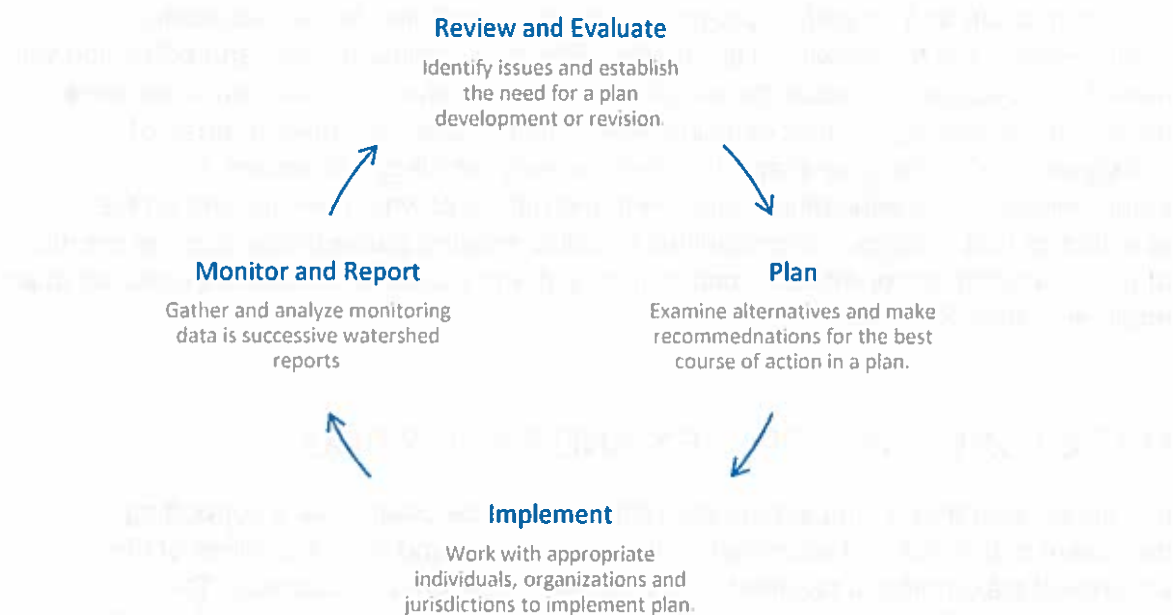 Review and Evaluate
Identify issues and establish
the need for a plan
development or revision.
Monitor and Report
Gather and analyze monitoring
data is successive watershed
reports
Plan
Examine alternatives and make
recommednations for the best
course of action in a plan.
Implement
Work with appropriate
individuals, organizations and
jurisdictions to implement plan.